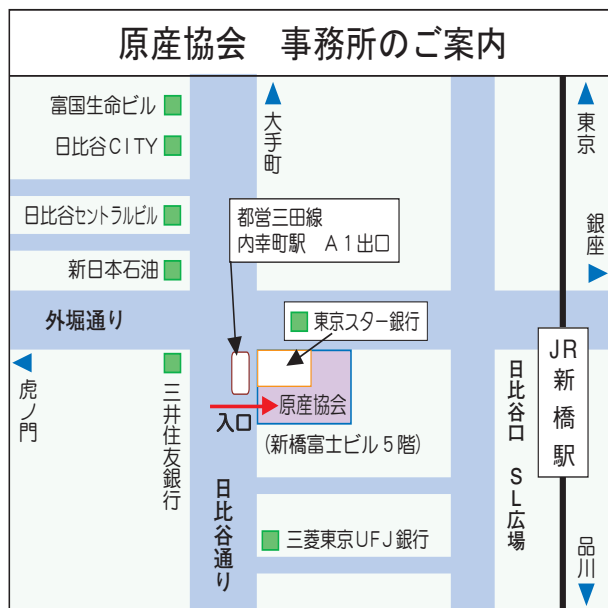 原産協会　事務所のご案内
富国生命ビル
日比谷CITY
大手町
東京
日比谷セントラルビル
都営三田線
内幸町駅　A1出口
銀座
新日本石油
外堀通り
東京スター銀行
JR新橋駅
虎ノ門
三井住友銀行
原産協会
入口
(新橋富士ビル5階)
日比谷口　SL広場
日比谷通り
三菱東京UFJ銀行
品川